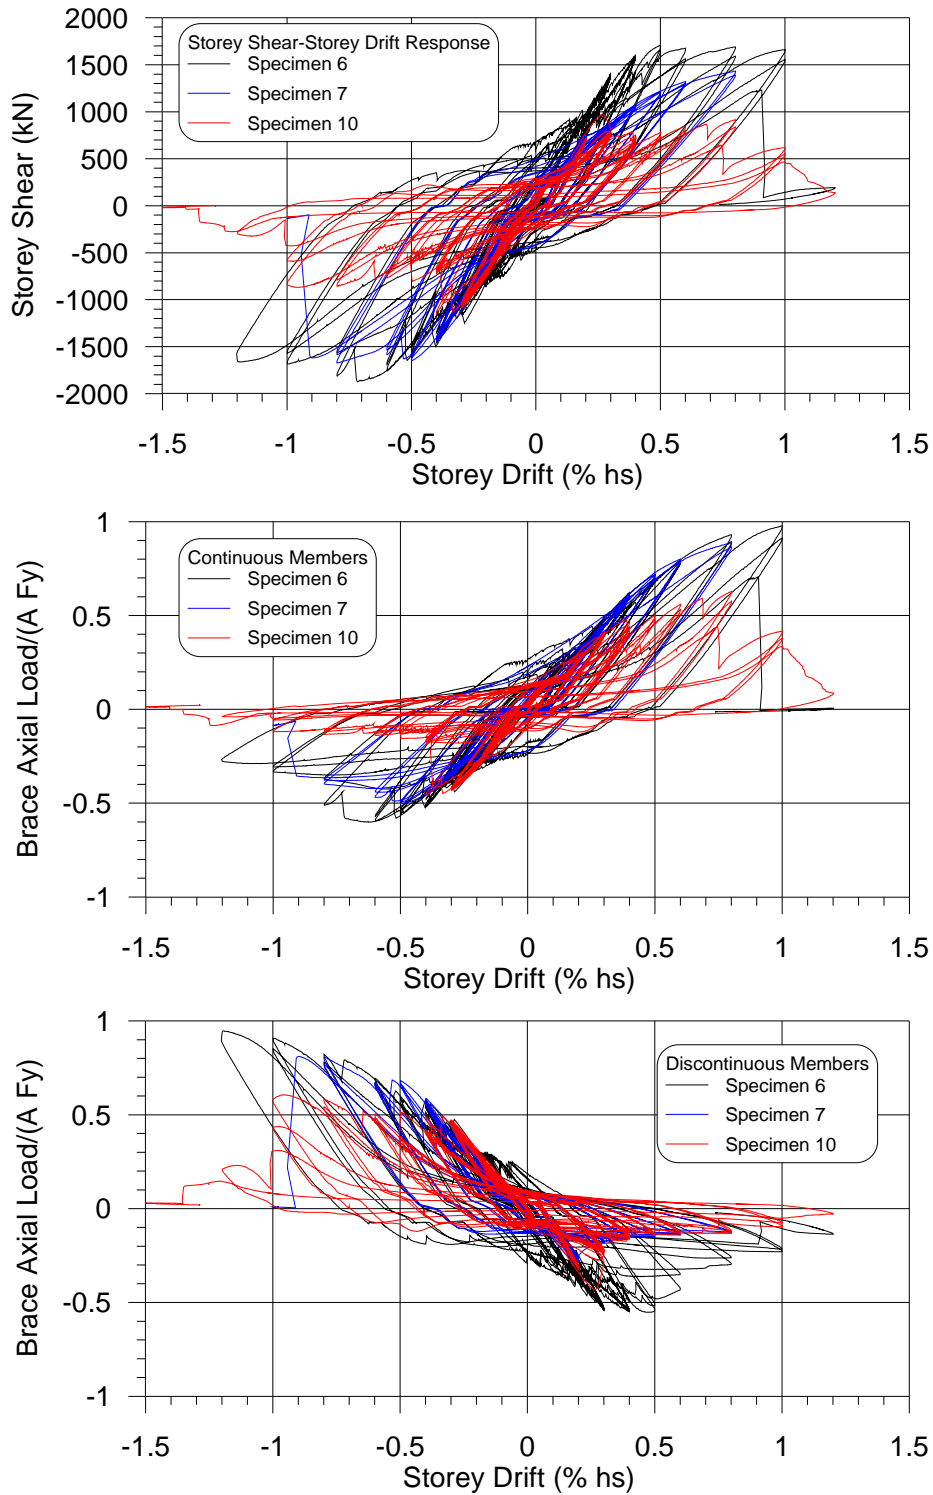 2000
1500
1000
500
0
-500
-1000
-1500
-2000
Storey Shear (kN)
Storey Shear-Storey Drift Response
Specimen 6
Specimen 7
Specimen 10
-1.5 -1 -0.5 0 0.5 1 1.5
Storey Drift (% hs)
1
0.5
0
-0.5
-1
Brace Axial Load/(A Fy)
Continuous Members
Specimen 6
Specimen 7
Specimen 10
-1.5 -1 -0.5 0 0.5 1 1.5
Storey Drift (% hs)
1
0.5
0
-0.5
-1
Brace Axial Load/(A Fy)
Discontinuous Members
Specimen 6
Specimen 7
Specimen 10
-1.5 -1 -0.5 0 0.5 1 1.5
Storey Drift (% hs)